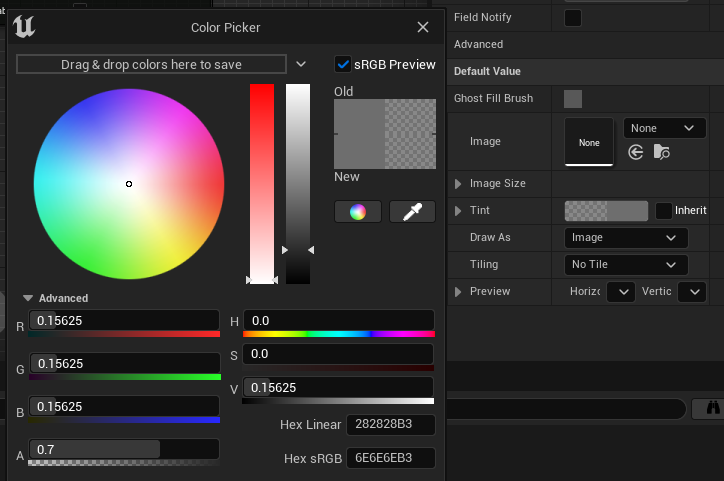 Color Picker
Drag & drop colors here to save
sRGB Preview
Old
New
Advanced
R 0.15625
G 0.15625
B 0.15625
A 0.7
H 0.0
S 0.0
V 0.15625
Hex Linear 282828B3
Hex sRGB 6E6E6EB3
Field Notify
Advanced
Default Value
Ghost Fill Brush
Image None None
Image Size
Tint Inherit
Draw As Image
Tiling No Tile
Preview Horizc Vertic